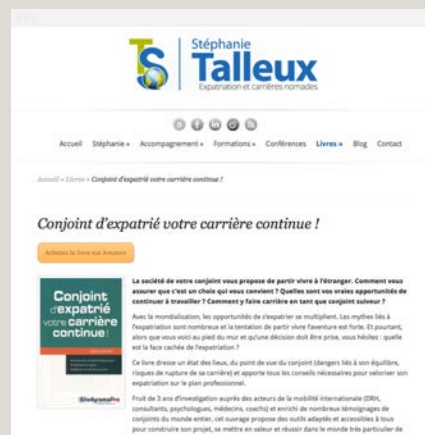 Stéphanie
Talleux
Expatriation et carrières nomades
Accueil Stéphanie » Accompagnement » Formations » Conférences Livres » Blog Contact
Accueil » Livres » Conjoint d'expatrié votre carrière continue !
Conjoint d'expatrié votre carrière continue !
Achetez le livre sur Amazon
Conjoint
d'expatrié
votre carrière
continue !
StudyramaPro
La société de votre conjoint vous propose de partir vivre à l'étranger. Comment vous
assurer que c'est un choix qui vous convient ? Quelles sont vos vraies opportunités de
continuer à travailler ? Comment y faire carrière en tant que conjoint suiveur ?
Avec la mondialisation, les opportunités de s'expatrier se multiplient. Les mythes liés à
l'expatriation sont nombreux et la tentation de partir vivre l'aventure est forte. Et pourtant,
alors que vous voici au pied du mur et qu'une décision doit être prise, vous hésitez : quelle
est la face cachée de l'expatriation ?
Ce livre dresse un état des lieux, du point de vue du conjoint (dangers liés à son équilibre,
risques de rupture de sa carrière) et apporte tous les conseils nécessaires pour valoriser son
expatriation sur le plan professionnel.
Fruit de 3 ans d'investigation auprès des acteurs de la mobilité internationale (DRH,
consultants, psychologues, médecins, coachs) et enrichi de nombreux témoignages de
conjoints du monde entier, cet ouvrage propose des outils adaptés et accessibles à tous
pour construire son projet, se mettre en valeur et réussir dans le monde très particulier de